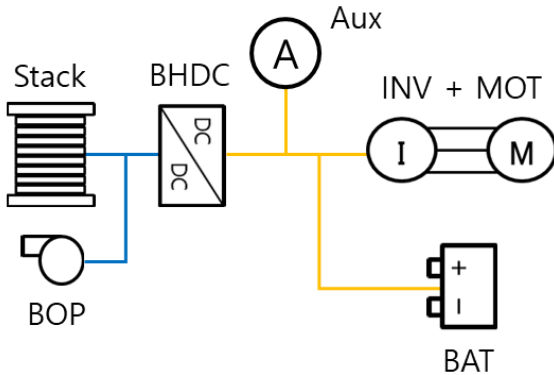 Aux
Stack
BHDC
A
INV + MOT
DC
DC
I
M
BOP
+
−
BAT